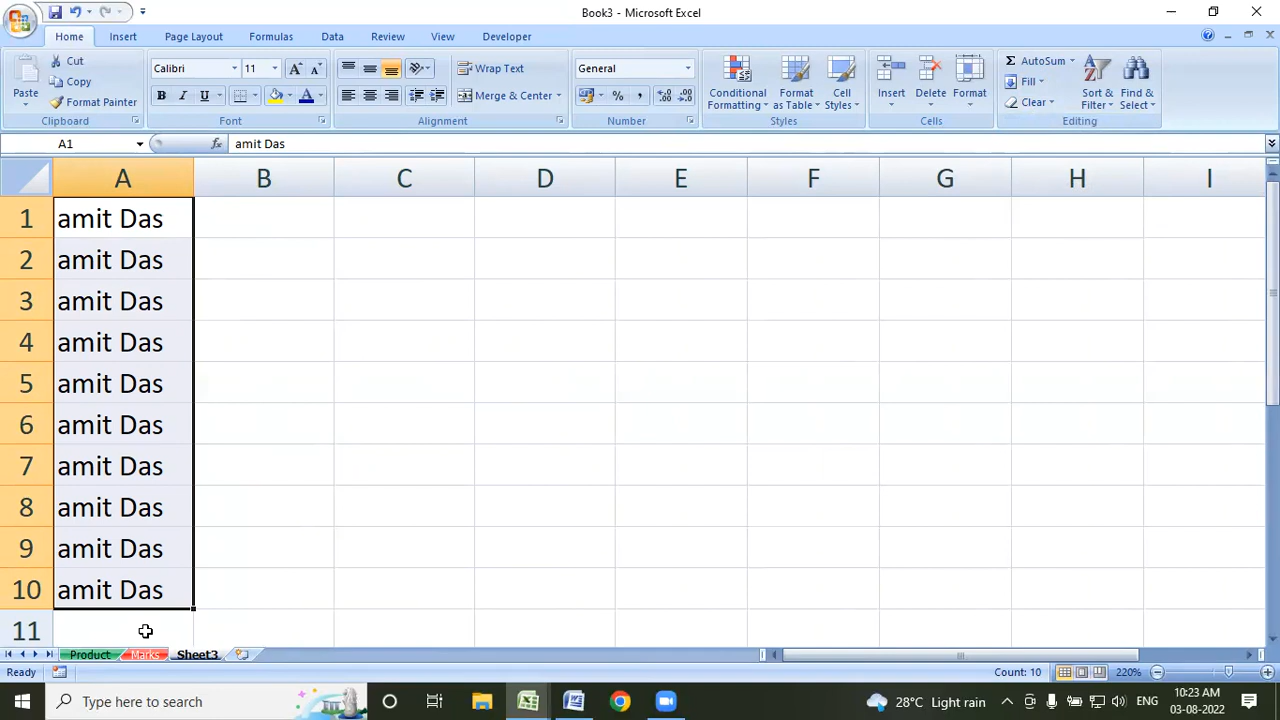 Book3 - Microsoft Excel
Home Insert Page Layout Formulas Data Review View Developer
Paste
Cut
Copy
Format Painter
Clipboard
Calibri 11
B I U
Font
Wrap Text
Merge & Center
Alignment
General
% ,
Number
Conditional Formatting
Format as Table
Cell Styles
Styles
Insert
Delete
Format
Cells
Σ AutoSum
Fill
Clear
Sort & Filter
Find & Select
Editing
A1 fx amit Das
A B C D E F G H I
1 amit Das
2 amit Das
3 amit Das
4 amit Das
5 amit Das
6 amit Das
7 amit Das
8 amit Das
9 amit Das
10 amit Das
11
Product Marks Sheet3
Ready Count: 10 220%
Type here to search 28°C Light rain ENG 10:23 AM
03-08-2022